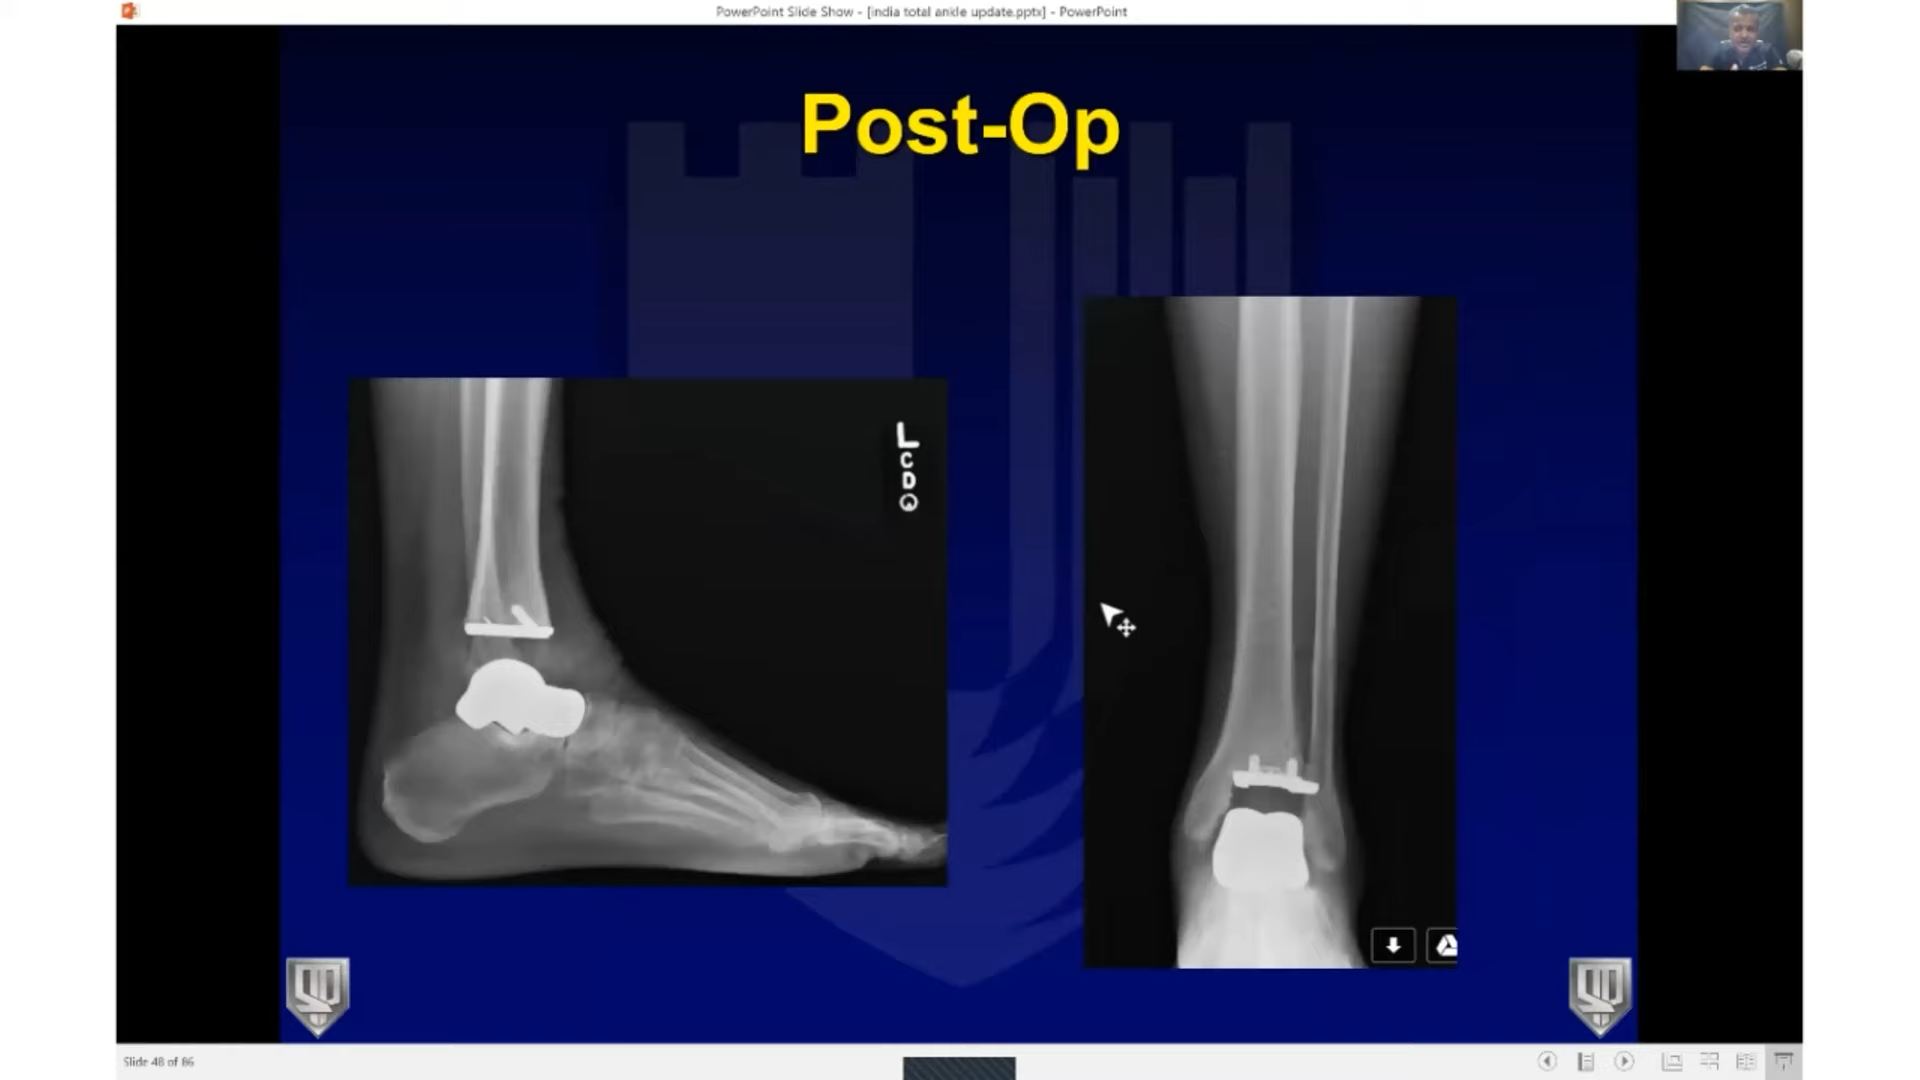 PowerPoint Slide Show - [india total ankle update.pptx] - PowerPoint
Post-Op
L
C
D
Slide 48 of 86